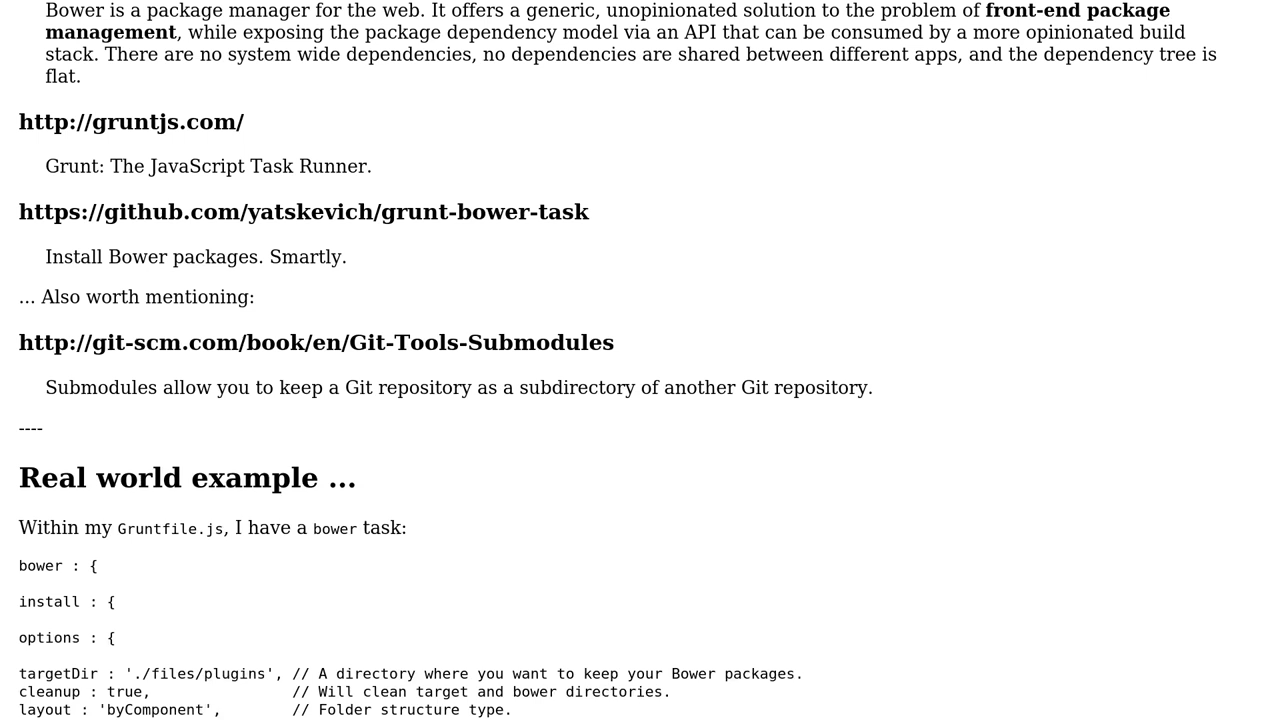 Bower is a package manager for the web. It offers a generic, unopinionated solution to the problem of front-end package
management, while exposing the package dependency model via an API that can be consumed by a more opinionated build
stack. There are no system wide dependencies, no dependencies are shared between different apps, and the dependency tree is
flat.
http://gruntjs.com/
Grunt: The JavaScript Task Runner.
https://github.com/yatskevich/grunt-bower-task
Install Bower packages. Smartly.
... Also worth mentioning:
http://git-scm.com/book/en/Git-Tools-Submodules
Submodules allow you to keep a Git repository as a subdirectory of another Git repository.
----
Real world example ...
Within my Gruntfile.js, I have a bower task:
bower : {
install : {
options : {
targetDir : './files/plugins', // A directory where you want to keep your Bower packages.
cleanup : true,                // Will clean target and bower directories.
layout : 'byComponent',        // Folder structure type.